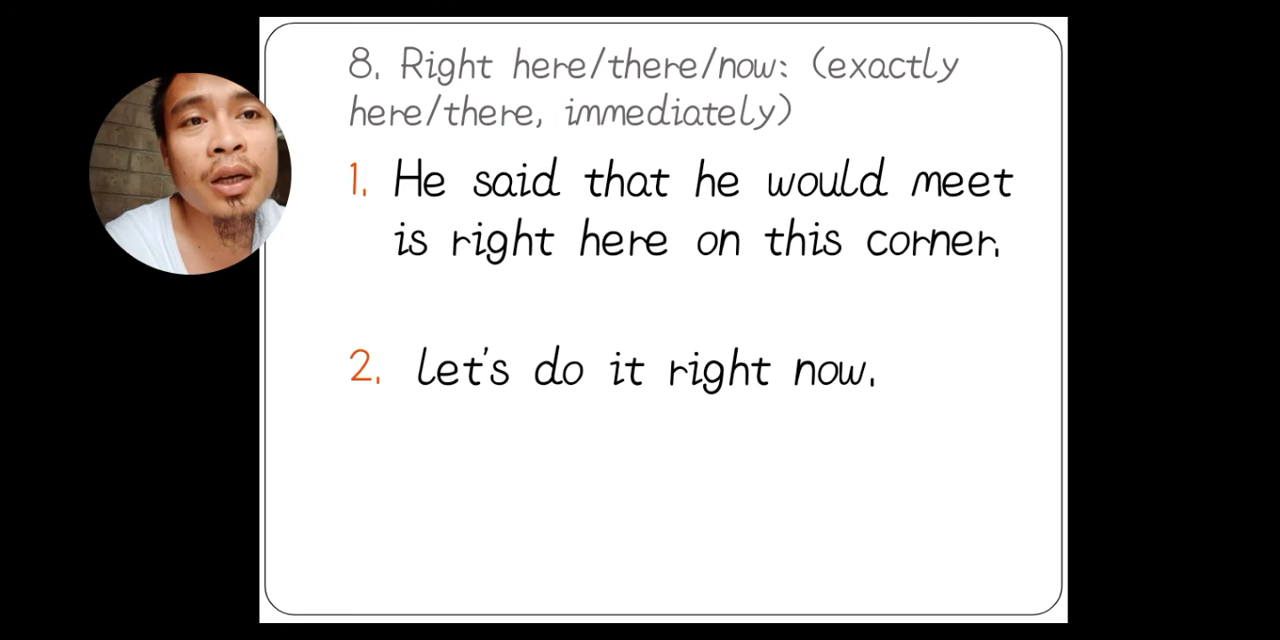 8. Right here/there/now: (exactly
here/there, immediately)
1. He said that he would meet
is right here on this corner.
2. let's do it right now.